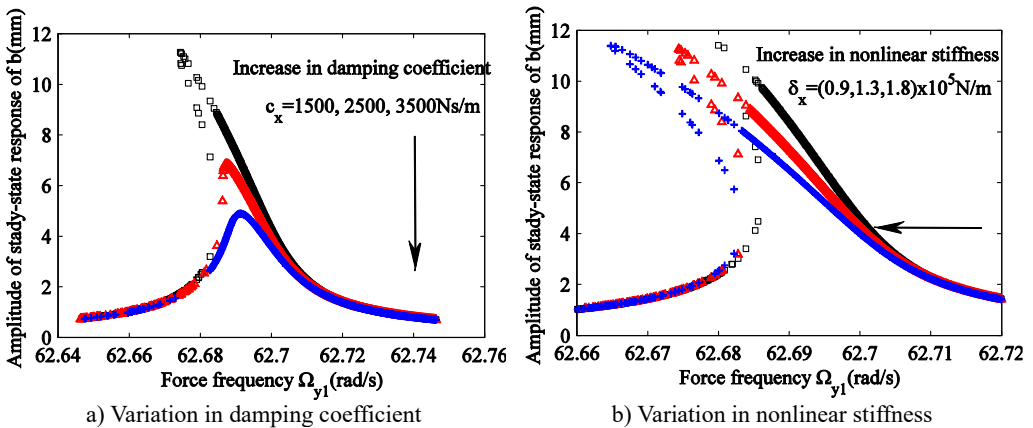 Amplitude of stady-state response of b(mm)
12
10
8
6
4
2
0
Increase in damping coefficient
c_x=1500, 2500, 3500Ns/m
62.64 62.66 62.68 62.7 62.72 62.74 62.76
Force frequency Ω_y1(rad/s)
a) Variation in damping coefficient
Amplitude of stady-state response of b(mm)
12
10
8
6
4
2
0
Increase in nonlinear stiffness
δ_x=(0.9,1.3,1.8)x10^5N/m
62.66 62.67 62.68 62.69 62.7 62.71 62.72
Force frequency Ω_y1(rad/s)
b) Variation in nonlinear stiffness